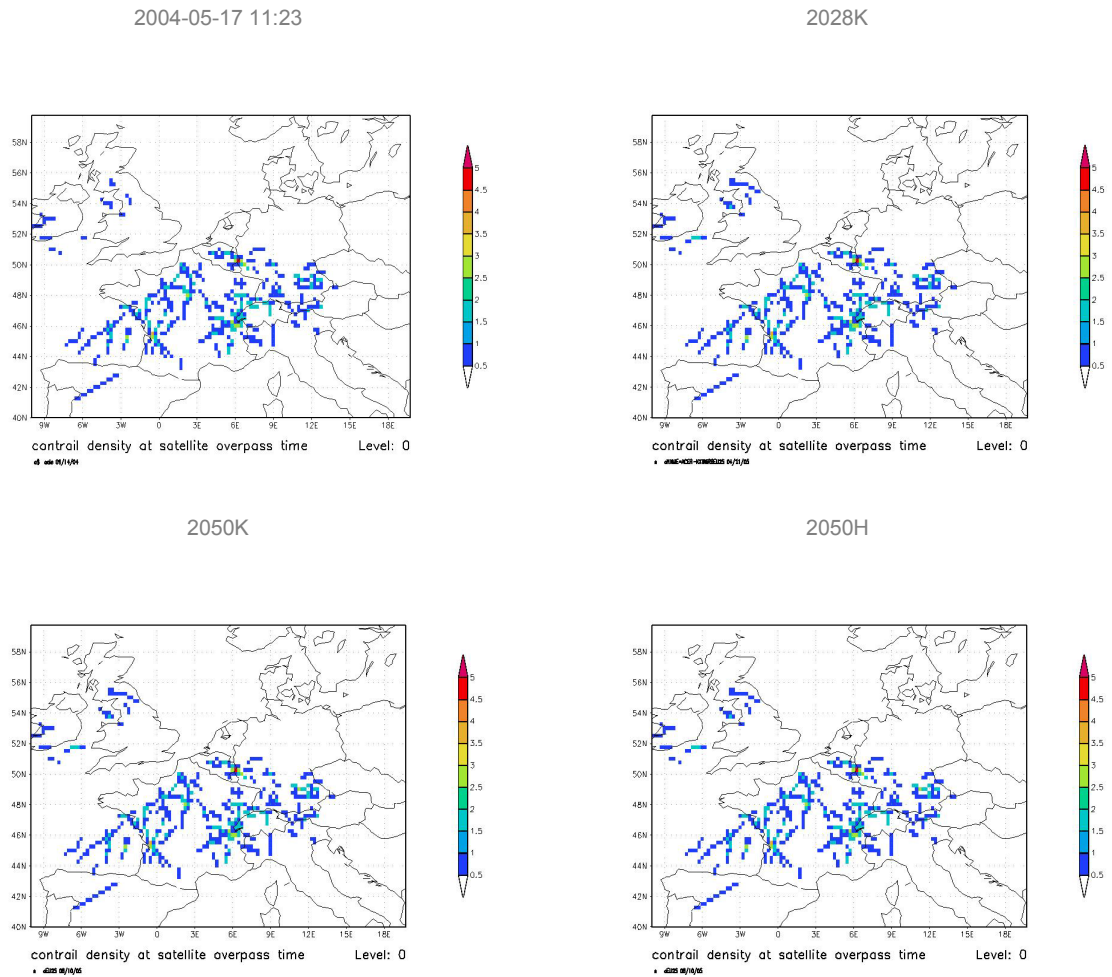 2004-05-17 11:23
2028K
58N
56N
54N
52N
50N
48N
46N
44N
42N
40N
9W 6W 3W 0 3E 6E 9E 12E 15E 18E
5
4.5
4
3.5
3
2.5
2
1.5
1
0.5
contrail density at satellite overpass time Level: 0
58N
56N
54N
52N
50N
48N
46N
44N
42N
40N
9W 6W 3W 0 3E 6E 9E 12E 15E 18E
5
4.5
4
3.5
3
2.5
2
1.5
1
0.5
contrail density at satellite overpass time Level: 0
2050K
2050H
58N
56N
54N
52N
50N
48N
46N
44N
42N
40N
9W 6W 3W 0 3E 6E 9E 12E 15E 18E
5
4.5
4
3.5
3
2.5
2
1.5
1
0.5
contrail density at satellite overpass time Level: 0
58N
56N
54N
52N
50N
48N
46N
44N
42N
40N
9W 6W 3W 0 3E 6E 9E 12E 15E 18E
5
4.5
4
3.5
3
2.5
2
1.5
1
0.5
contrail density at satellite overpass time Level: 0